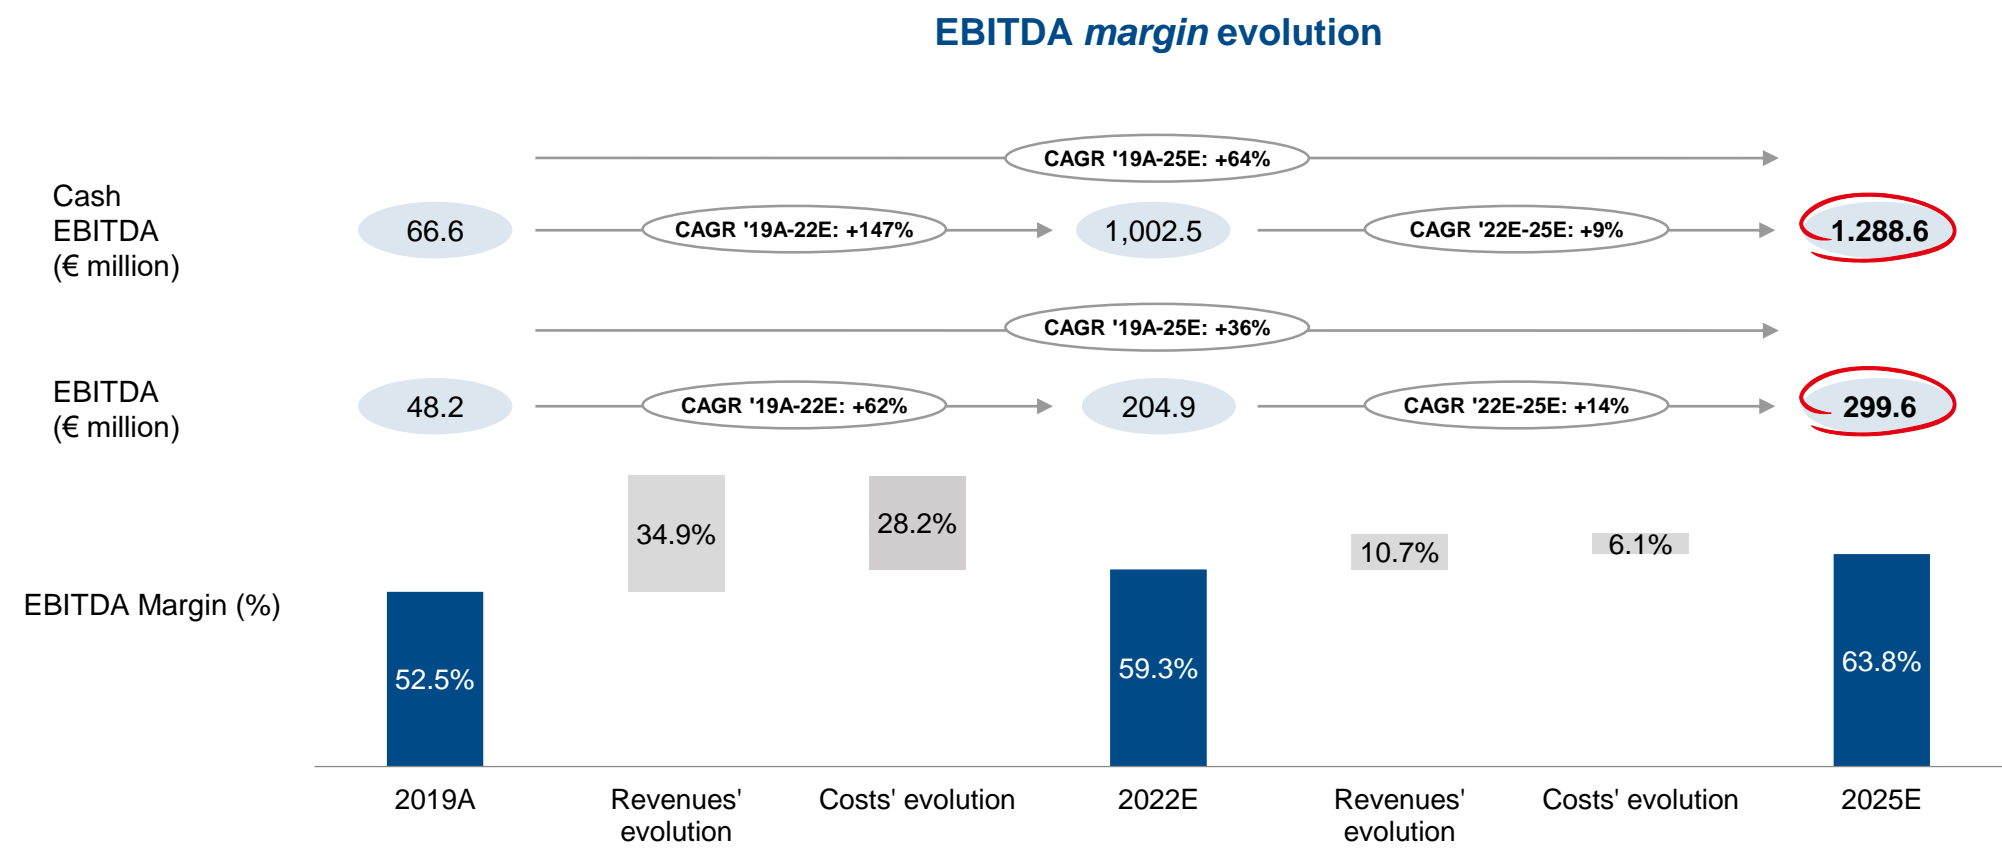 EBITDA margin evolution
CAGR '19A-25E: +64%
Cash
EBITDA
(€ million)
66.6
CAGR '19A-22E: +147%
1,002.5
CAGR '22E-25E: +9%
1.288.6
CAGR '19A-25E: +36%
EBITDA
(€ million)
48.2
CAGR '19A-22E: +62%
204.9
CAGR '22E-25E: +14%
299.6
EBITDA Margin (%)
52.5%
34.9%
28.2%
59.3%
10.7%
6.1%
63.8%
2019A
Revenues'
evolution
Costs' evolution
2022E
Revenues'
evolution
Costs' evolution
2025E